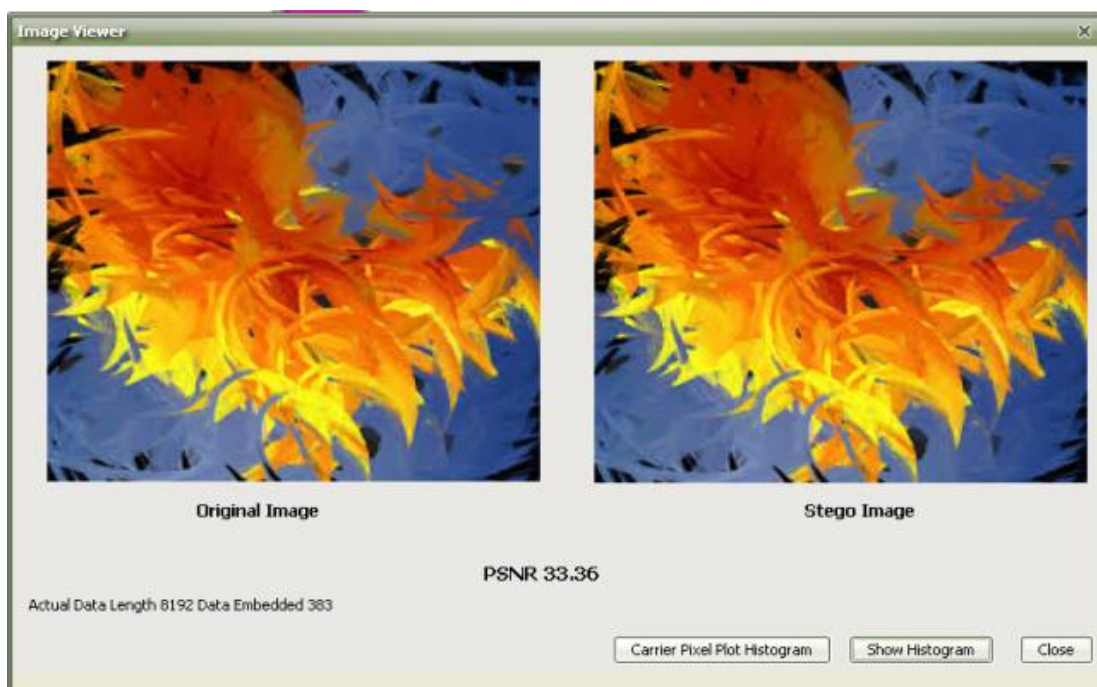 Image Viewer
Original Image
Stego Image
PSNR 33.36
Actual Data Length 8192 Data Embedded 383
Carrier Pixel Plot Histogram
Show Histogram
Close